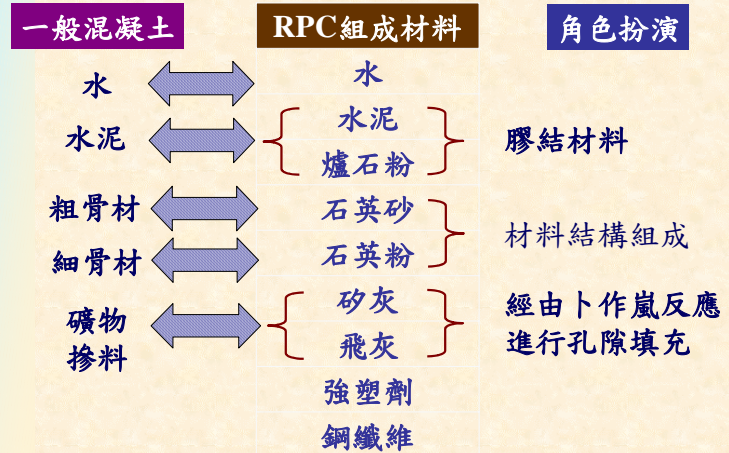 一般混凝土 RPC組成材料 角色扮演
水 水
水泥 水泥 膠結材料
爐石粉
粗骨材 石英砂 材料結構組成
細骨材 石英粉
礦物 矽灰 經由卜作嵐反應
摻料 飛灰 進行孔隙填充
強塑劑
鋼纖維